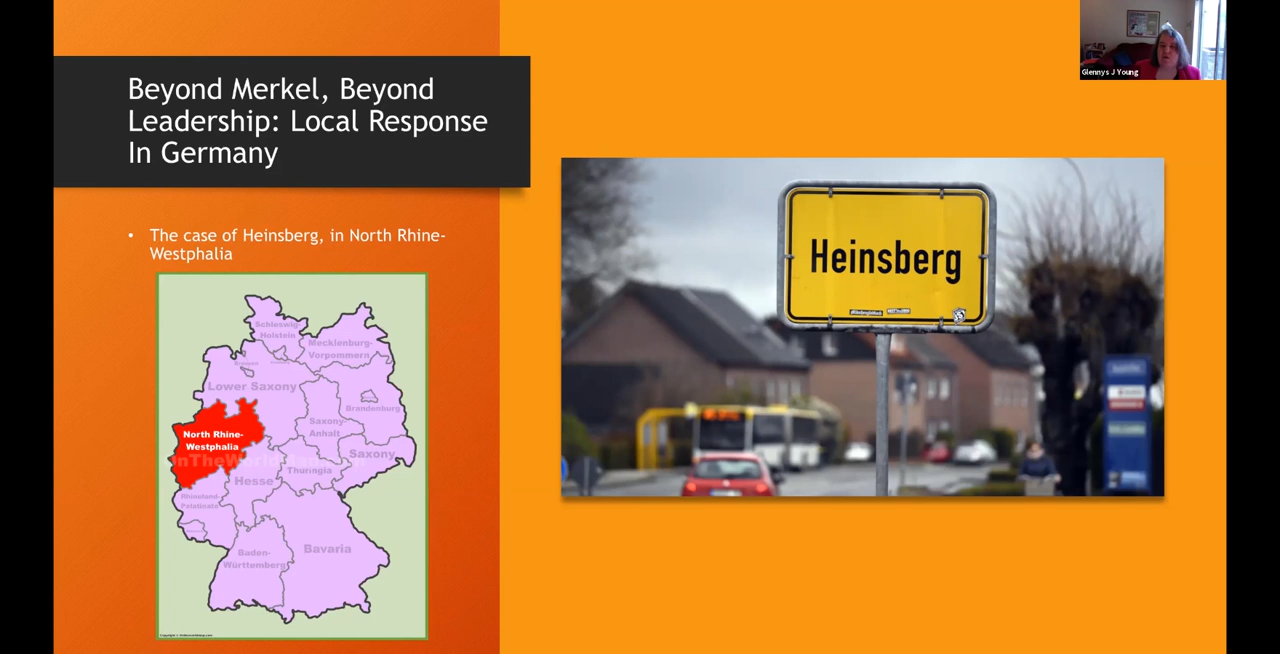 Beyond Merkel, Beyond
Leadership: Local Response
In Germany
• The case of Heinsberg, in North Rhine-
Westphalia
Schleswig-
Holstein
Mecklenburg-
Vorpommern
Lower Saxony
Brandenburg
Saxony-
Anhalt
North Rhine-
Westphalia
Saxony
Thuringia
Hesse
Rhineland-
Palatinate
Baden-
Württemberg
Bavaria
Heinsberg
Glennys J Young